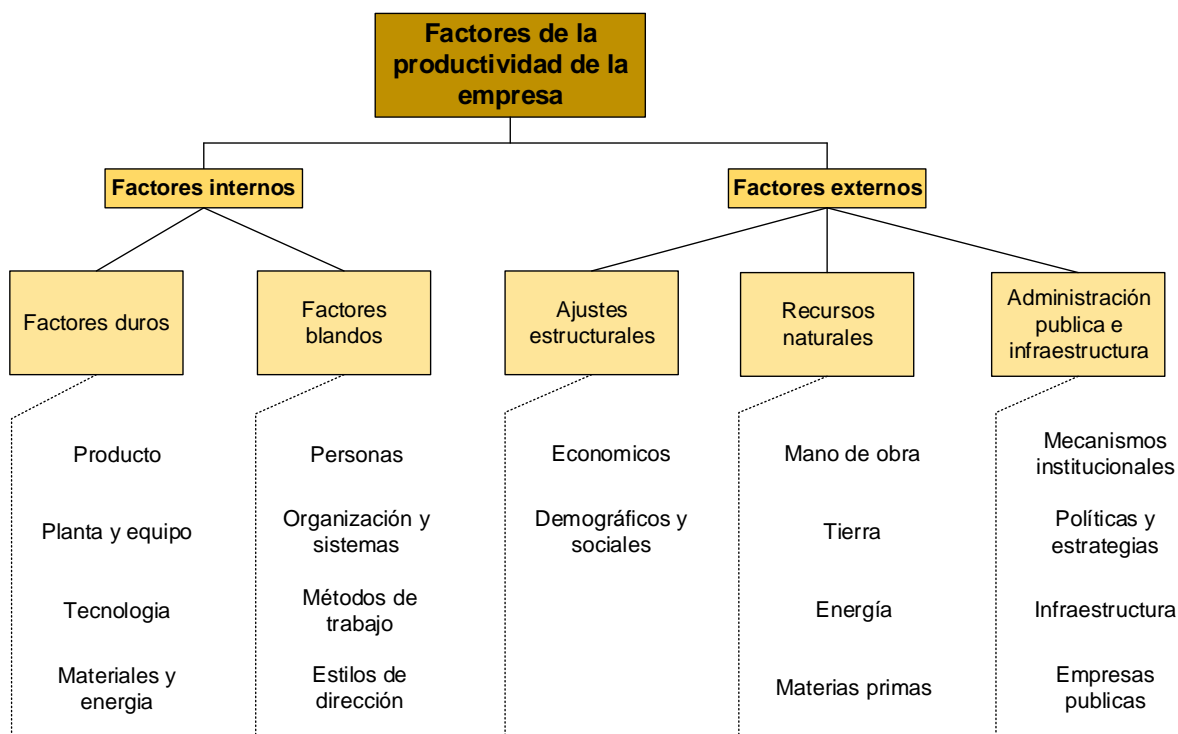 Factores de la
productividad de la
empresa
Factores internos
Factores externos
Factores duros
Factores
blandos
Ajustes
estructurales
Recursos
naturales
Administración
publica e
infraestructura
Producto
Planta y equipo
Tecnologia
Materiales y
energia
Personas
Organización y
sistemas
Métodos de
trabajo
Estilos de
dirección
Economicos
Demográficos y
sociales
Mano de obra
Tierra
Energía
Materias primas
Mecanismos
institucionales
Políticas y
estrategias
Infraestructura
Empresas
publicas